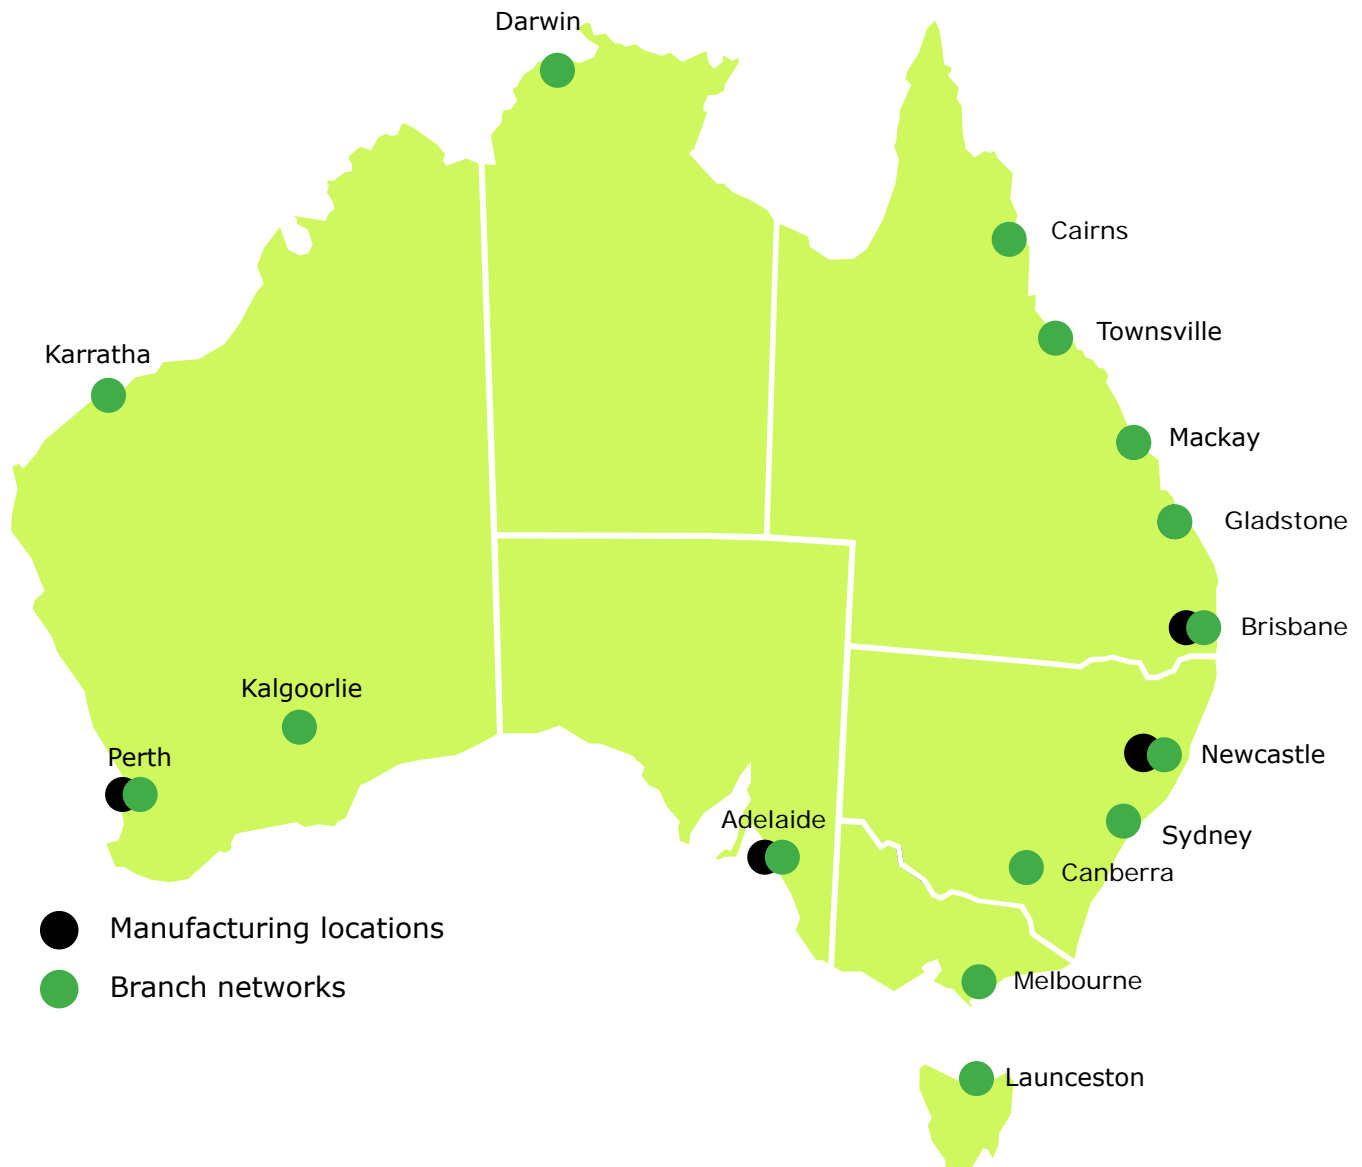 Darwin
Cairns
Townsville
Karratha
Mackay
Gladstone
Brisbane
Kalgoorlie
Perth
Newcastle
Adelaide
Sydney
Canberra
Manufacturing locations
Melbourne
Branch networks
Launceston